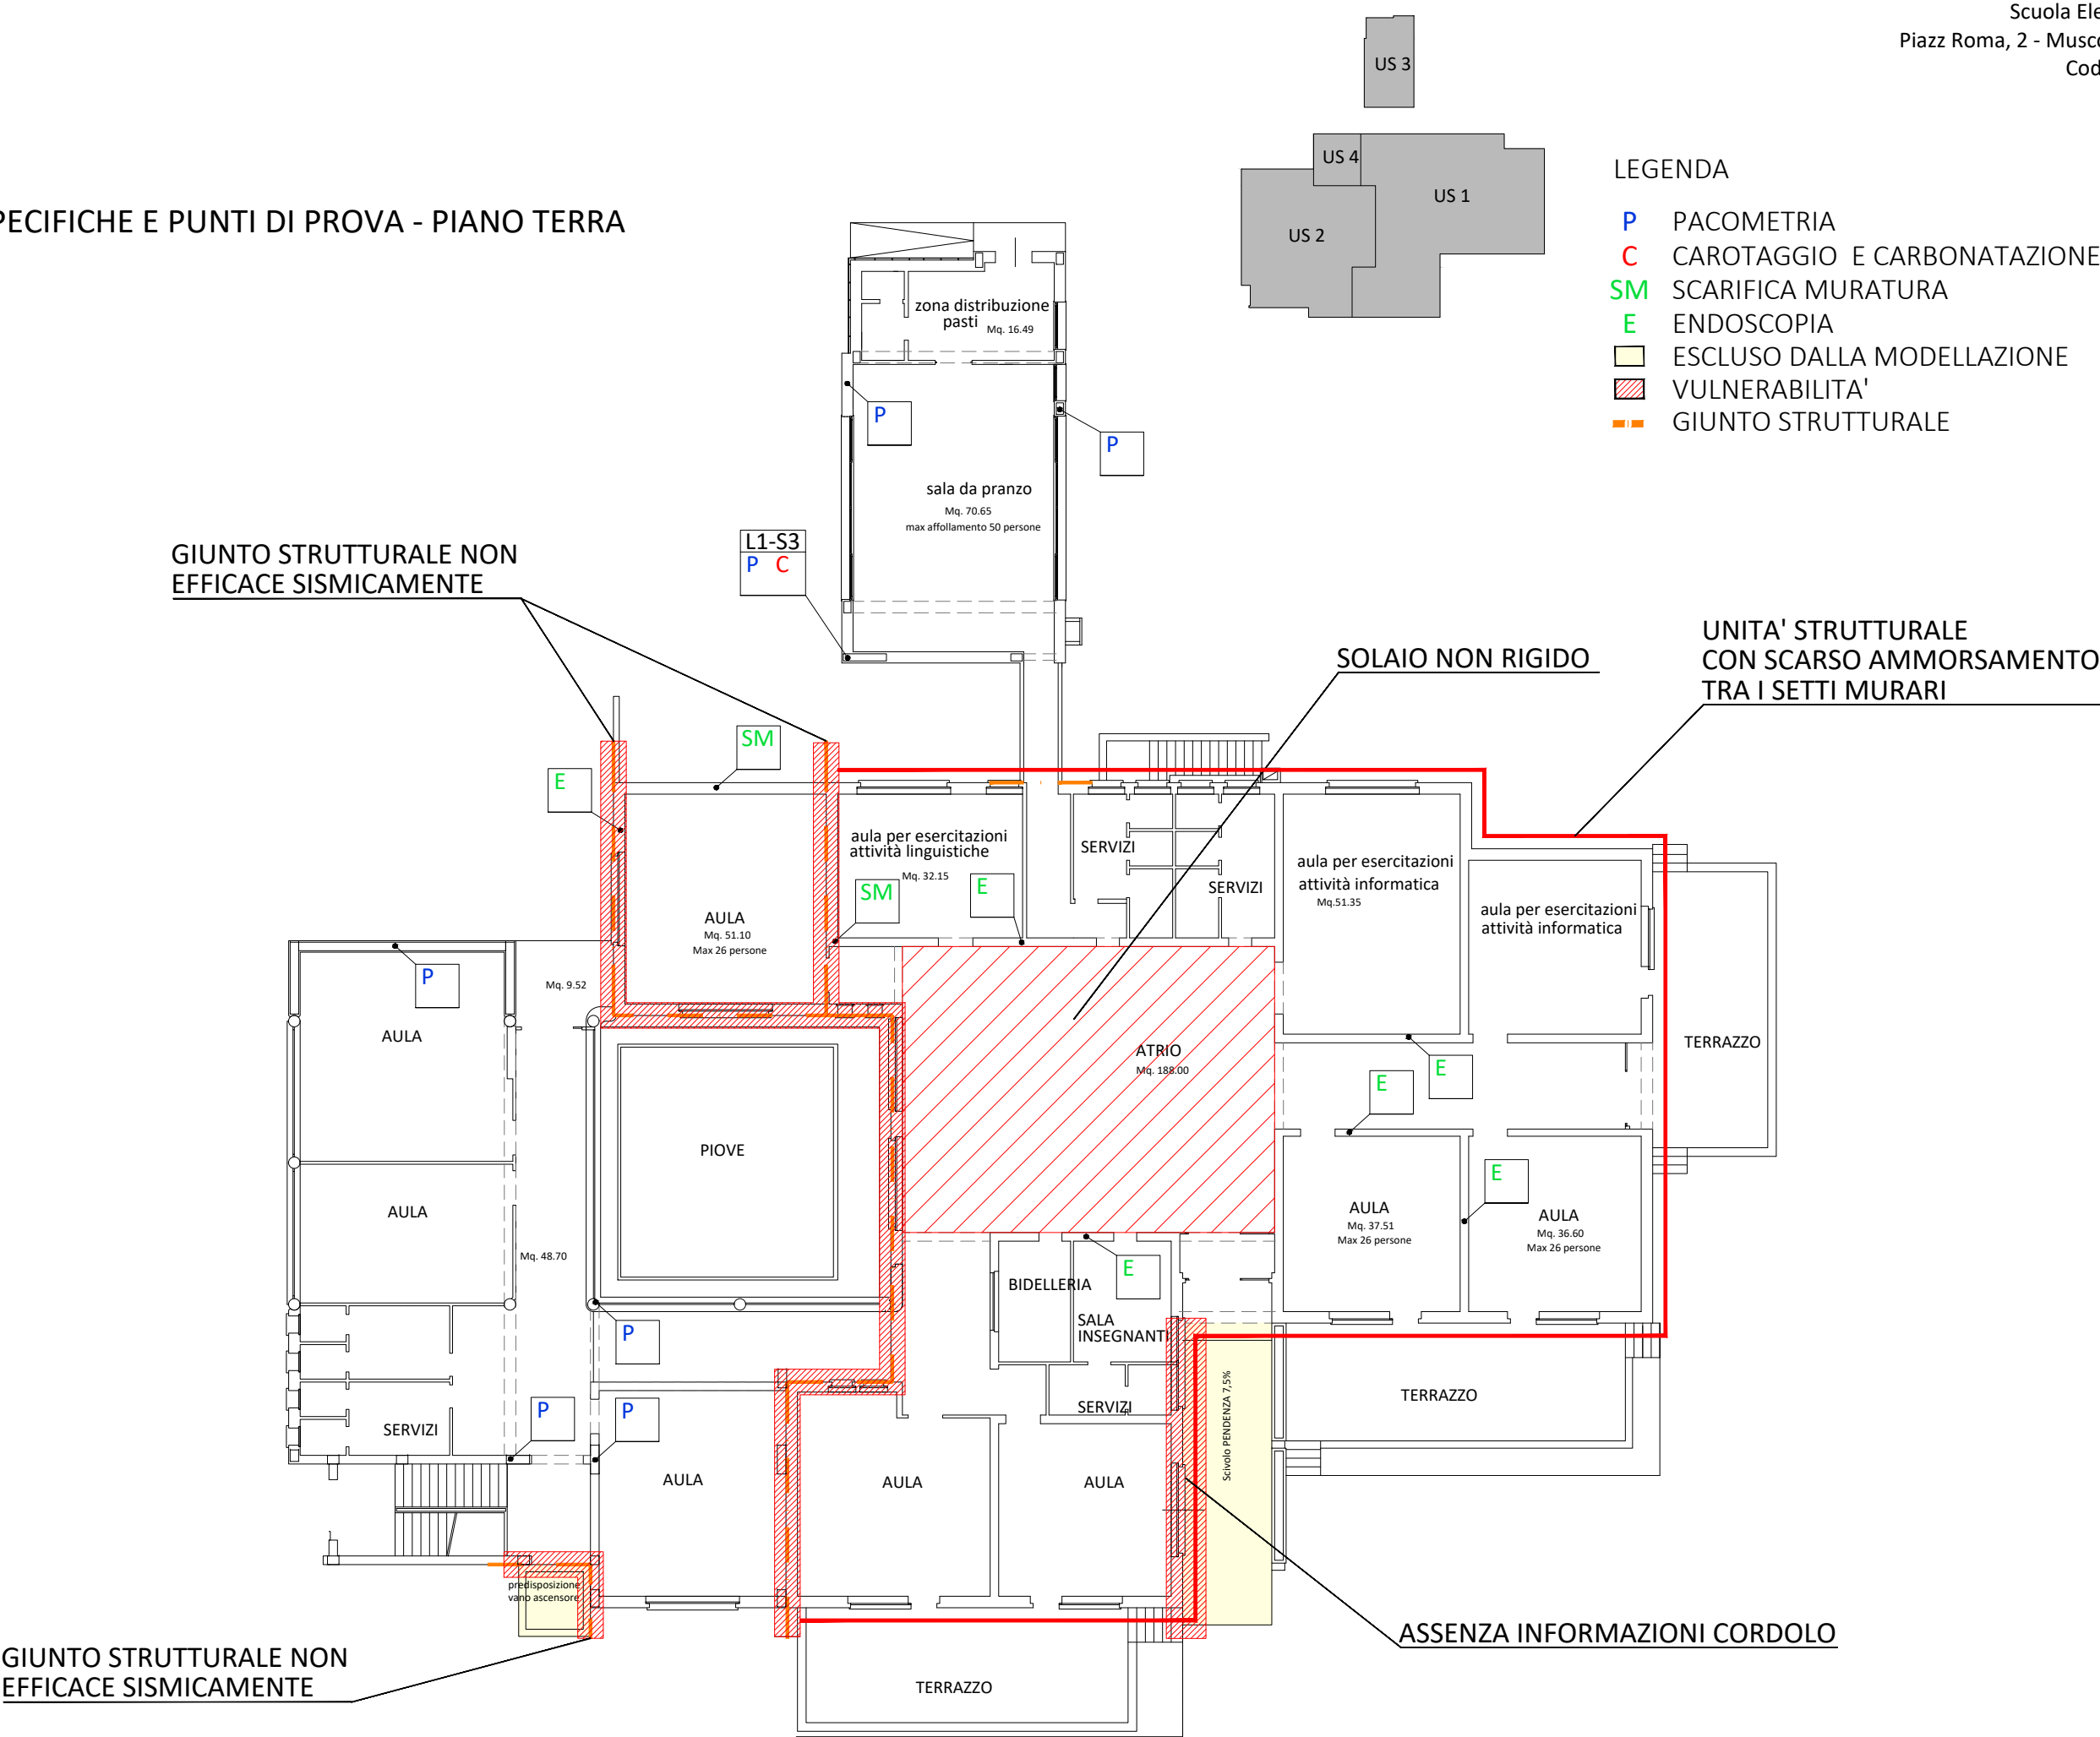 Scuola Ele
Piazz Roma, 2 - Musc
Cod
US 3
US 4
US 1
US 2
PECIFICHE E PUNTI DI PROVA - PIANO TERRA
LEGENDA
P PACOMETRIA
C CAROTAGGIO E CARBONATAZIONE
SM SCARIFICA MURATURA
E ENDOSCOPIA
ESCLUSO DALLA MODELLAZIONE
VULNERABILITA'
GIUNTO STRUTTURALE
zona distribuzione
pasti Mq. 16.49
P
P
sala da pranzo
Mq. 70.65
max affollamento 50 persone
L1-S3
P C
GIUNTO STRUTTURALE NON
EFFICACE SISMICAMENTE
SOLAIO NON RIGIDO
UNITA' STRUTTURALE
CON SCARSO AMMORSAMENTO
TRA I SETTI MURARI
SM
E
aula per esercitazioni
attività linguistiche
Mq. 32.15
SM
E
SERVIZI
SERVIZI
aula per esercitazioni
attività informatica
Mq.51.35
aula per esercitazioni
attività informatica
AULA
Mq. 51.10
Max 26 persone
P
Mq. 9.52
AULA
ATRIO
Mq. 188.00
TERRAZZO
E
E
PIOVE
AULA
E
AULA
Mq. 37.51
Max 26 persone
AULA
Mq. 36.60
Max 26 persone
Mq. 48.70
E
BIDELLERIA
SALA
INSEGNANTI
P
SERVIZI
Scivolo PENDENZA 7,5%
TERRAZZO
P
P
SERVIZI
AULA
AULA
AULA
predisposizione
vano ascensore
ASSENZA INFORMAZIONI CORDOLO
GIUNTO STRUTTURALE NON
EFFICACE SISMICAMENTE
TERRAZZO